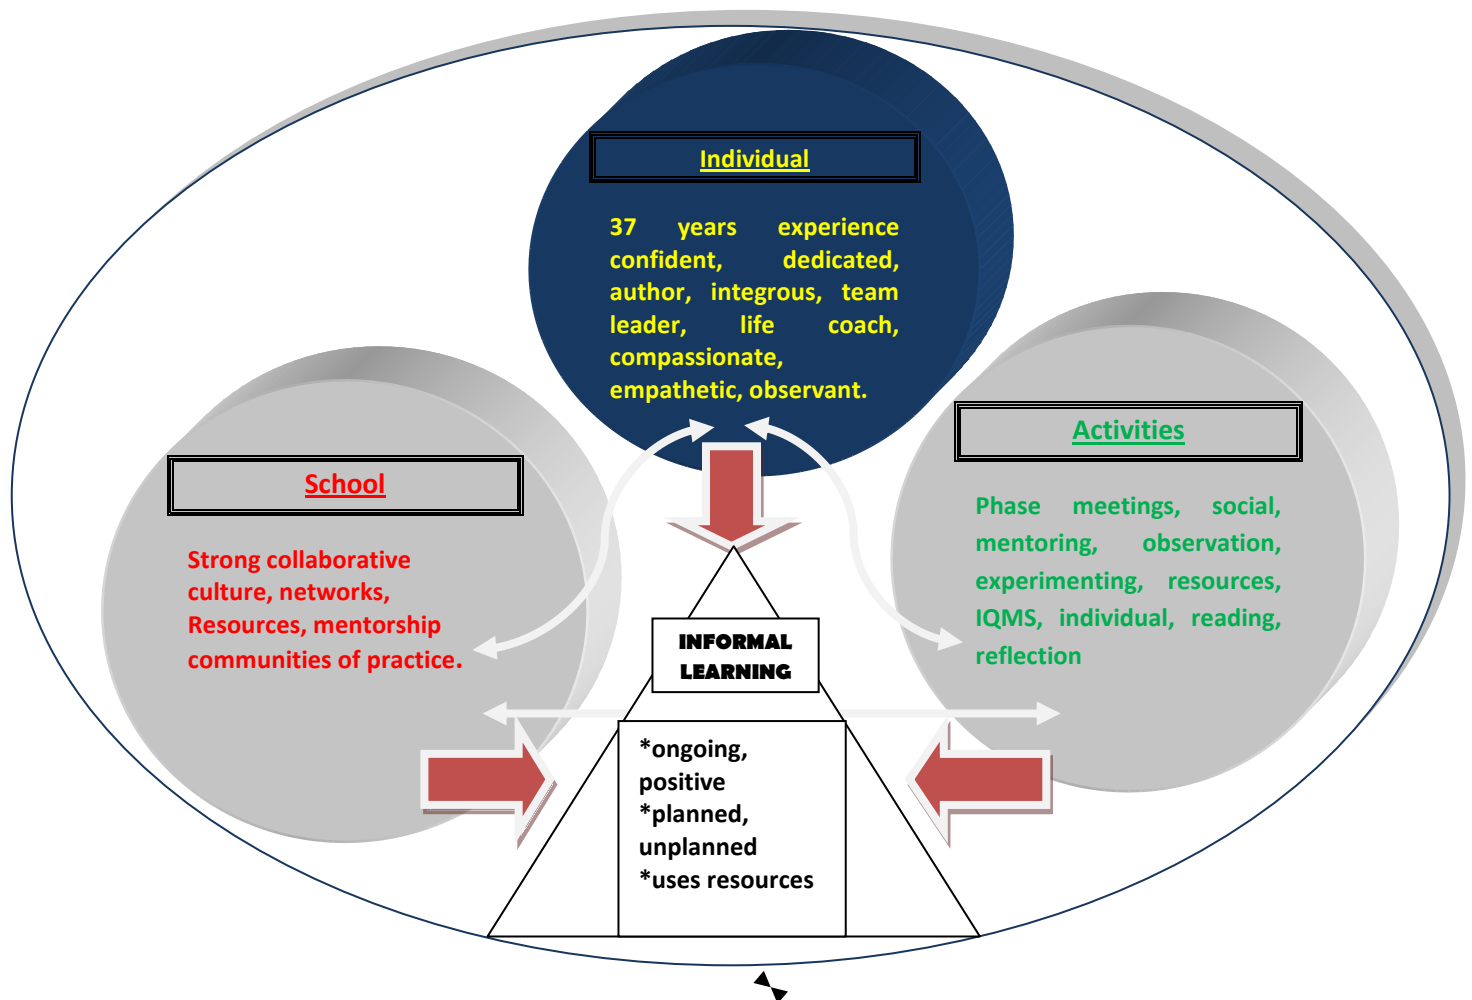 Individual
37 years experience
confident, dedicated,
author, integrous, team
leader, life coach,
compassionate,
empathetic, observant.
School
Strong collaborative
culture, networks,
Resources, mentorship
communities of practice.
Activities
Phase meetings, social,
mentoring, observation,
experimenting, resources,
IQMS, individual, reading,
reflection
INFORMAL
LEARNING
*ongoing,
positive
*planned,
unplanned
*uses resources